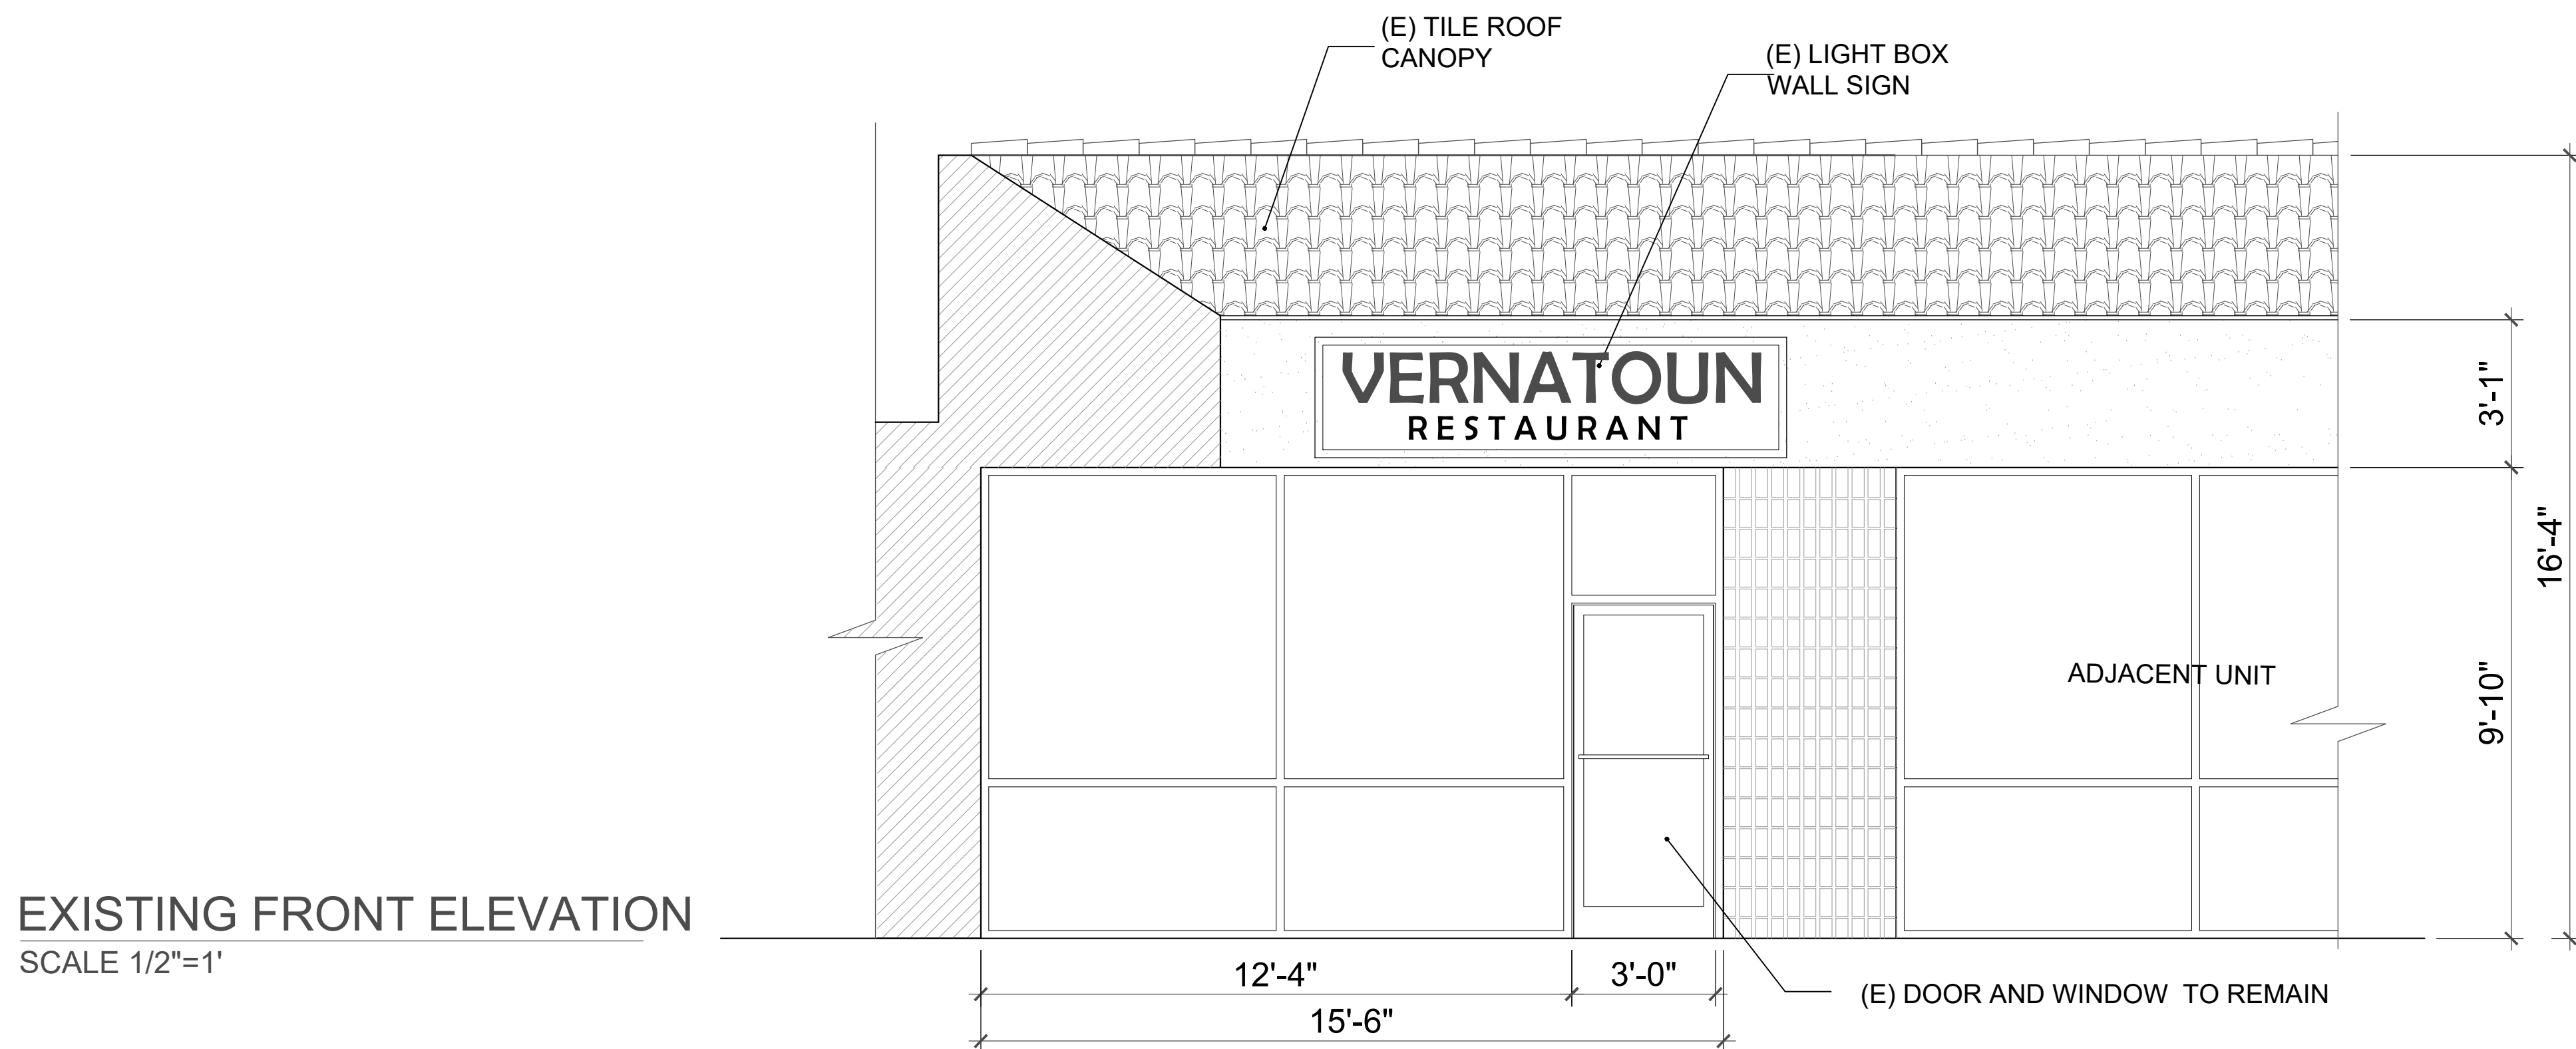 (E) TILE ROOF
CANOPY
(E) LIGHT BOX
WALL SIGN
VERNATOUN
RESTAURANT
3'-1"
16'-4"
9'-10"
ADJACENT UNIT
EXISTING FRONT ELEVATION
SCALE 1/2"=1'
12'-4"
3'-0"
(E) DOOR AND WINDOW TO REMAIN
15'-6"